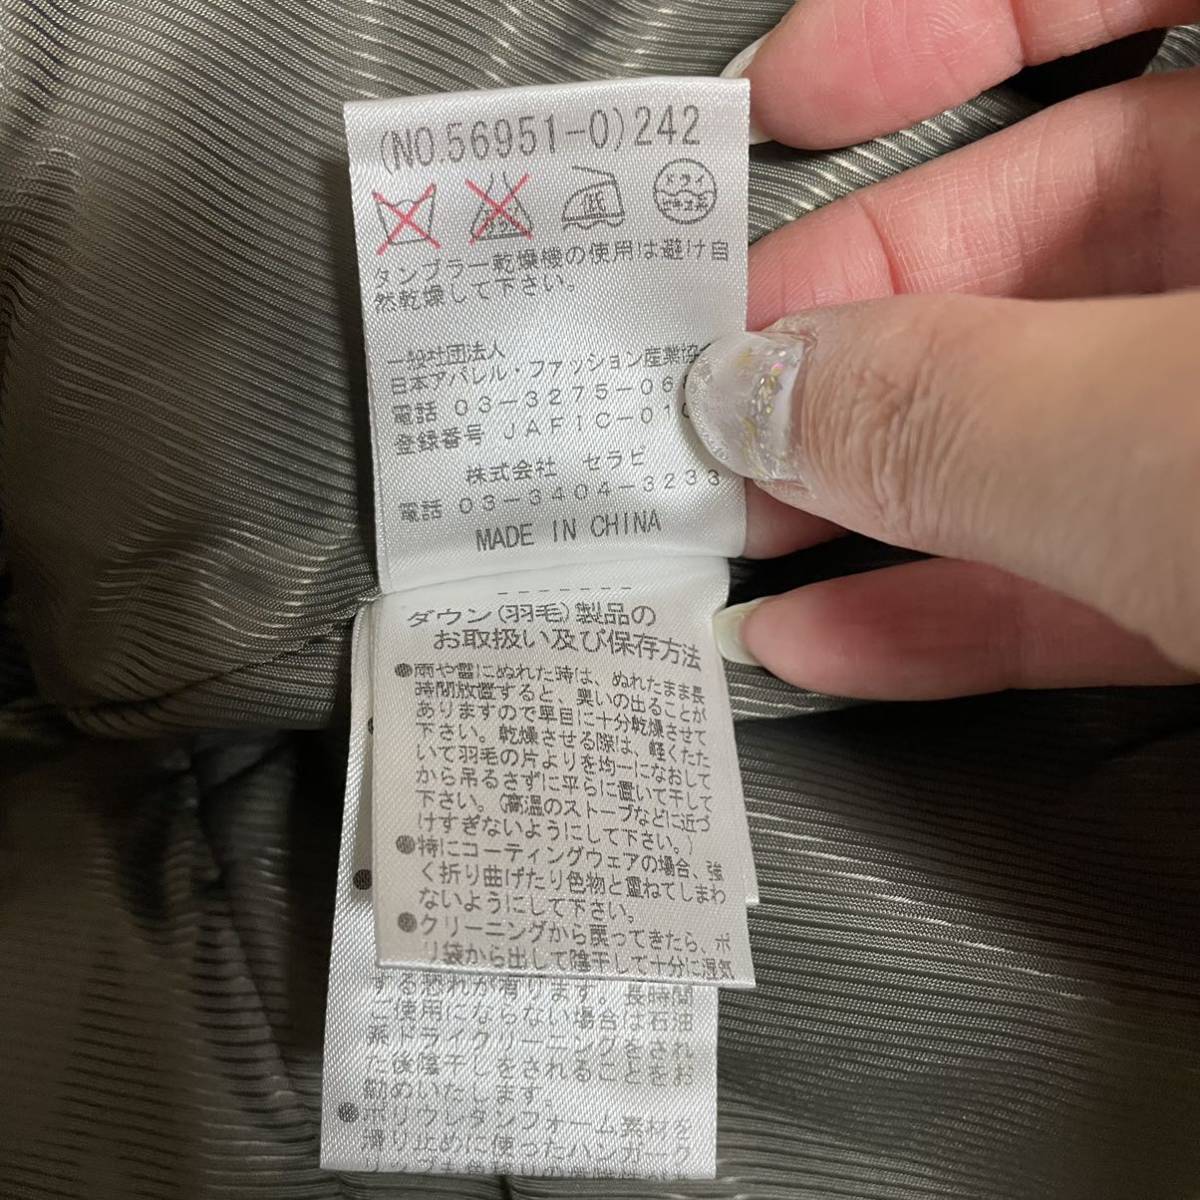 (NO.56951-0)242
低
ドライ
セキユ系
タンブラー乾燥機の使用は避け自
然乾燥して下さい。
一般社団法人
日本アパレル・ファッション産業協
電話 03-3275-06
登録番号 JAFIC-01
株式会社 セラビ
電話 03-3404-3233
MADE IN CHINA
ダウン(羽毛)製品の
お取扱い及び保存方法
●雨や雪にぬれた時は、ぬれたまま長
時間放置すると、臭いの出ることが
ありますので早目に十分乾燥させて
下さい。乾燥させる際は、軽くたた
いて羽毛の片よりを均一になおして
から吊るさずに平らに置いて干して
下さい。(高温のストーブなどに近づ
けすぎないようにして下さい。)
●特にコーティングウェアの場合、強
く折り曲げたり色物と重ねてしまわ
ないようにして下さい。
●クリーニングから戻ってきたら、ポ
リ袋から出して陰干して十分に湿気
する恐れが有ります。長時間
ご使用にならない場合は石油
系ドライクリーニングをされ
た後陰干しをされることをお
勧めいたします。
●ポリウレタンフォーム素材を
滑り止めに使ったハンガーク